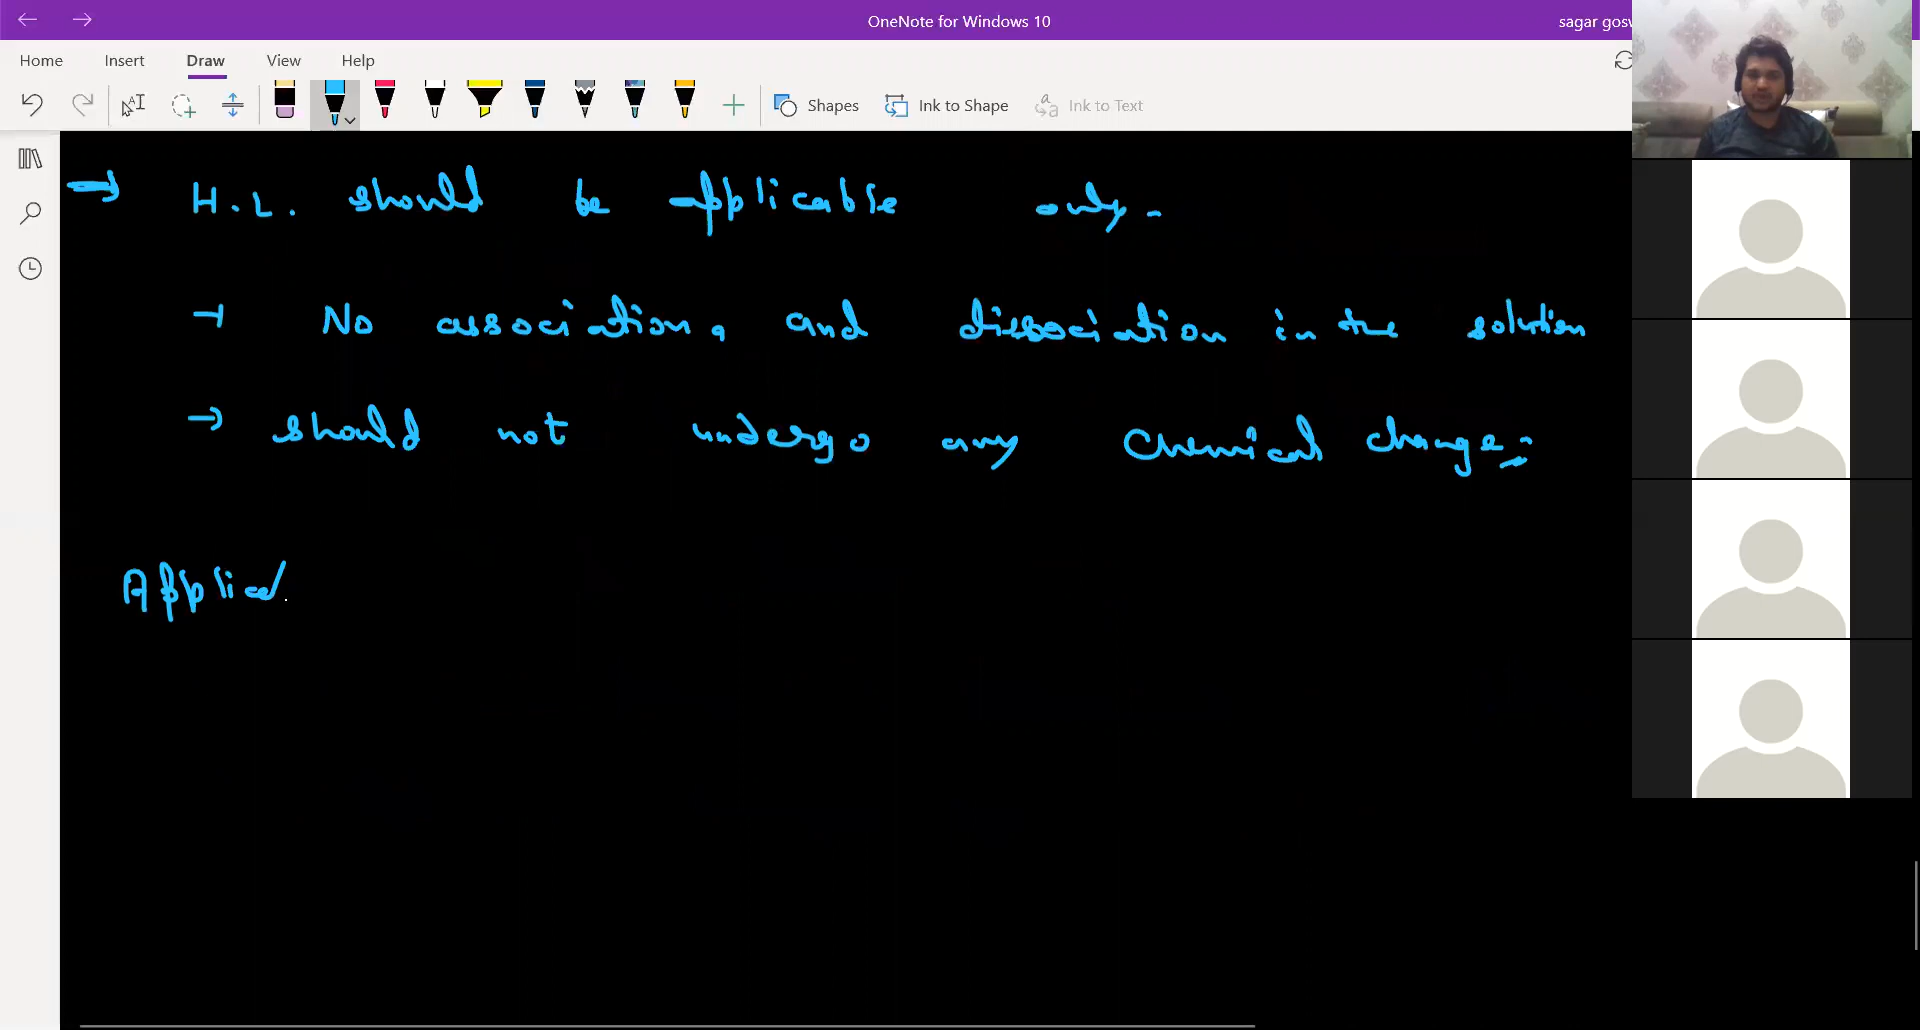 OneNote for Windows 10
sagar gosw
Home Insert Draw View Help
Shapes Ink to Shape Ink to Text
→ H.L. should be applicable only.
→ No association, and dissociation in the solution
→ should not undergo any chemical change:
Applicat